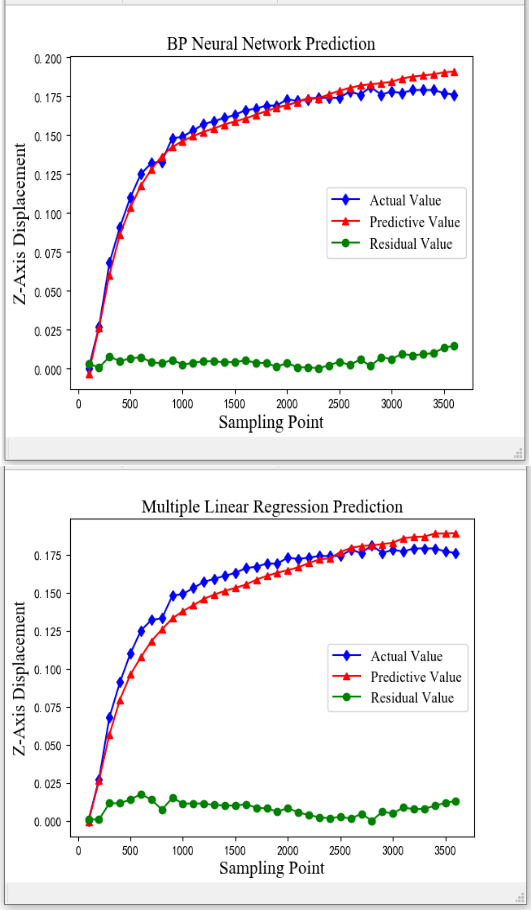 BP Neural Network Prediction
0.200
0.175
0.150
0.125
0.100
0.075
0.050
0.025
0.000
Z-Axis Displacement
Actual Value
Predictive Value
Residual Value
0 500 1000 1500 2000 2500 3000 3500
Sampling Point
Multiple Linear Regression Prediction
0.175
0.150
0.125
0.100
0.075
0.050
0.025
0.000
Z-Axis Displacement
Actual Value
Predictive Value
Residual Value
0 500 1000 1500 2000 2500 3000 3500
Sampling Point